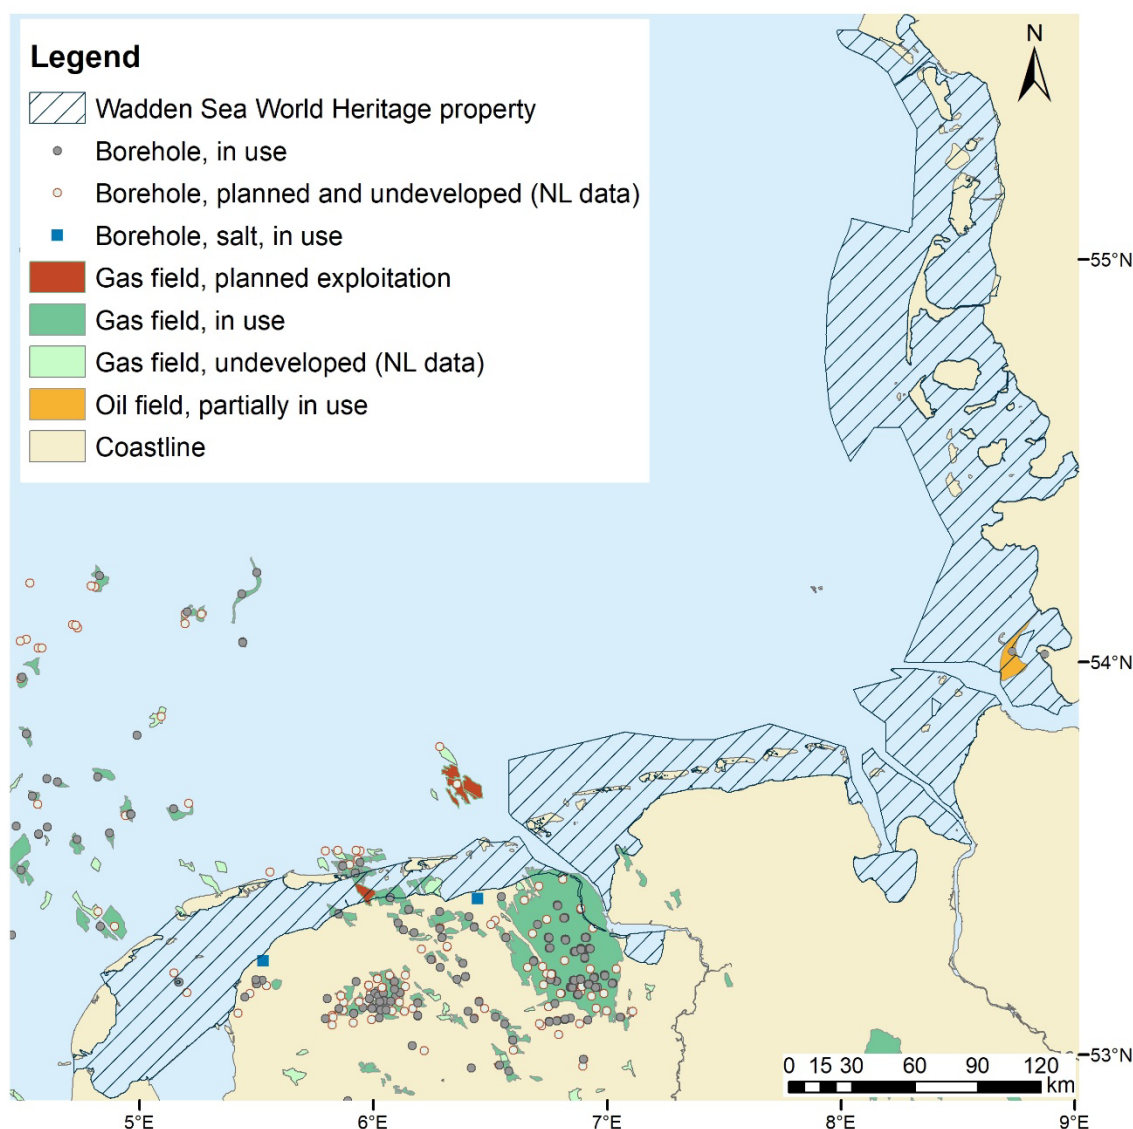 Legend
Wadden Sea World Heritage property
Borehole, in use
Borehole, planned and undeveloped (NL data)
Borehole, salt, in use
Gas field, planned exploitation
Gas field, in use
Gas field, undeveloped (NL data)
Oil field, partially in use
Coastline
N
55°N
54°N
53°N
0 15 30 60 90 120
km
5°E 6°E 7°E 8°E 9°E